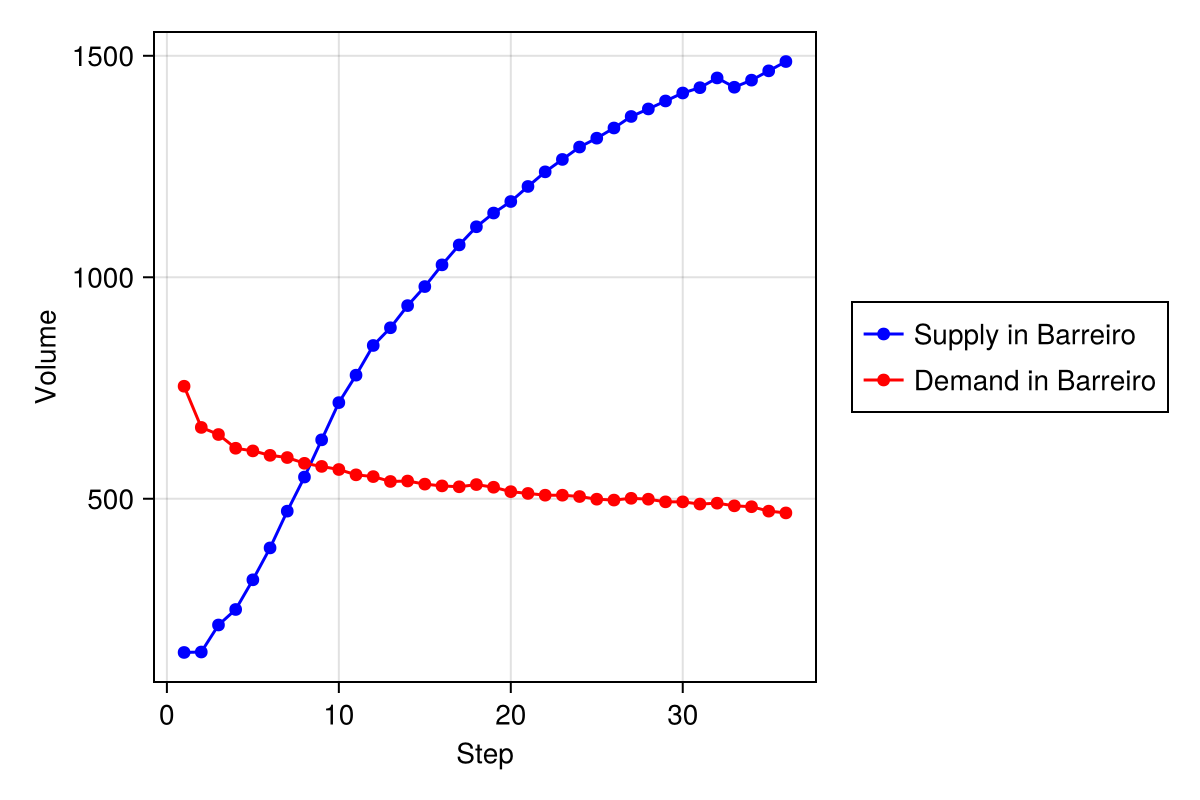 1500
1000
500
Volume
0 10 20 30
Step
Supply in Barreiro
Demand in Barreiro